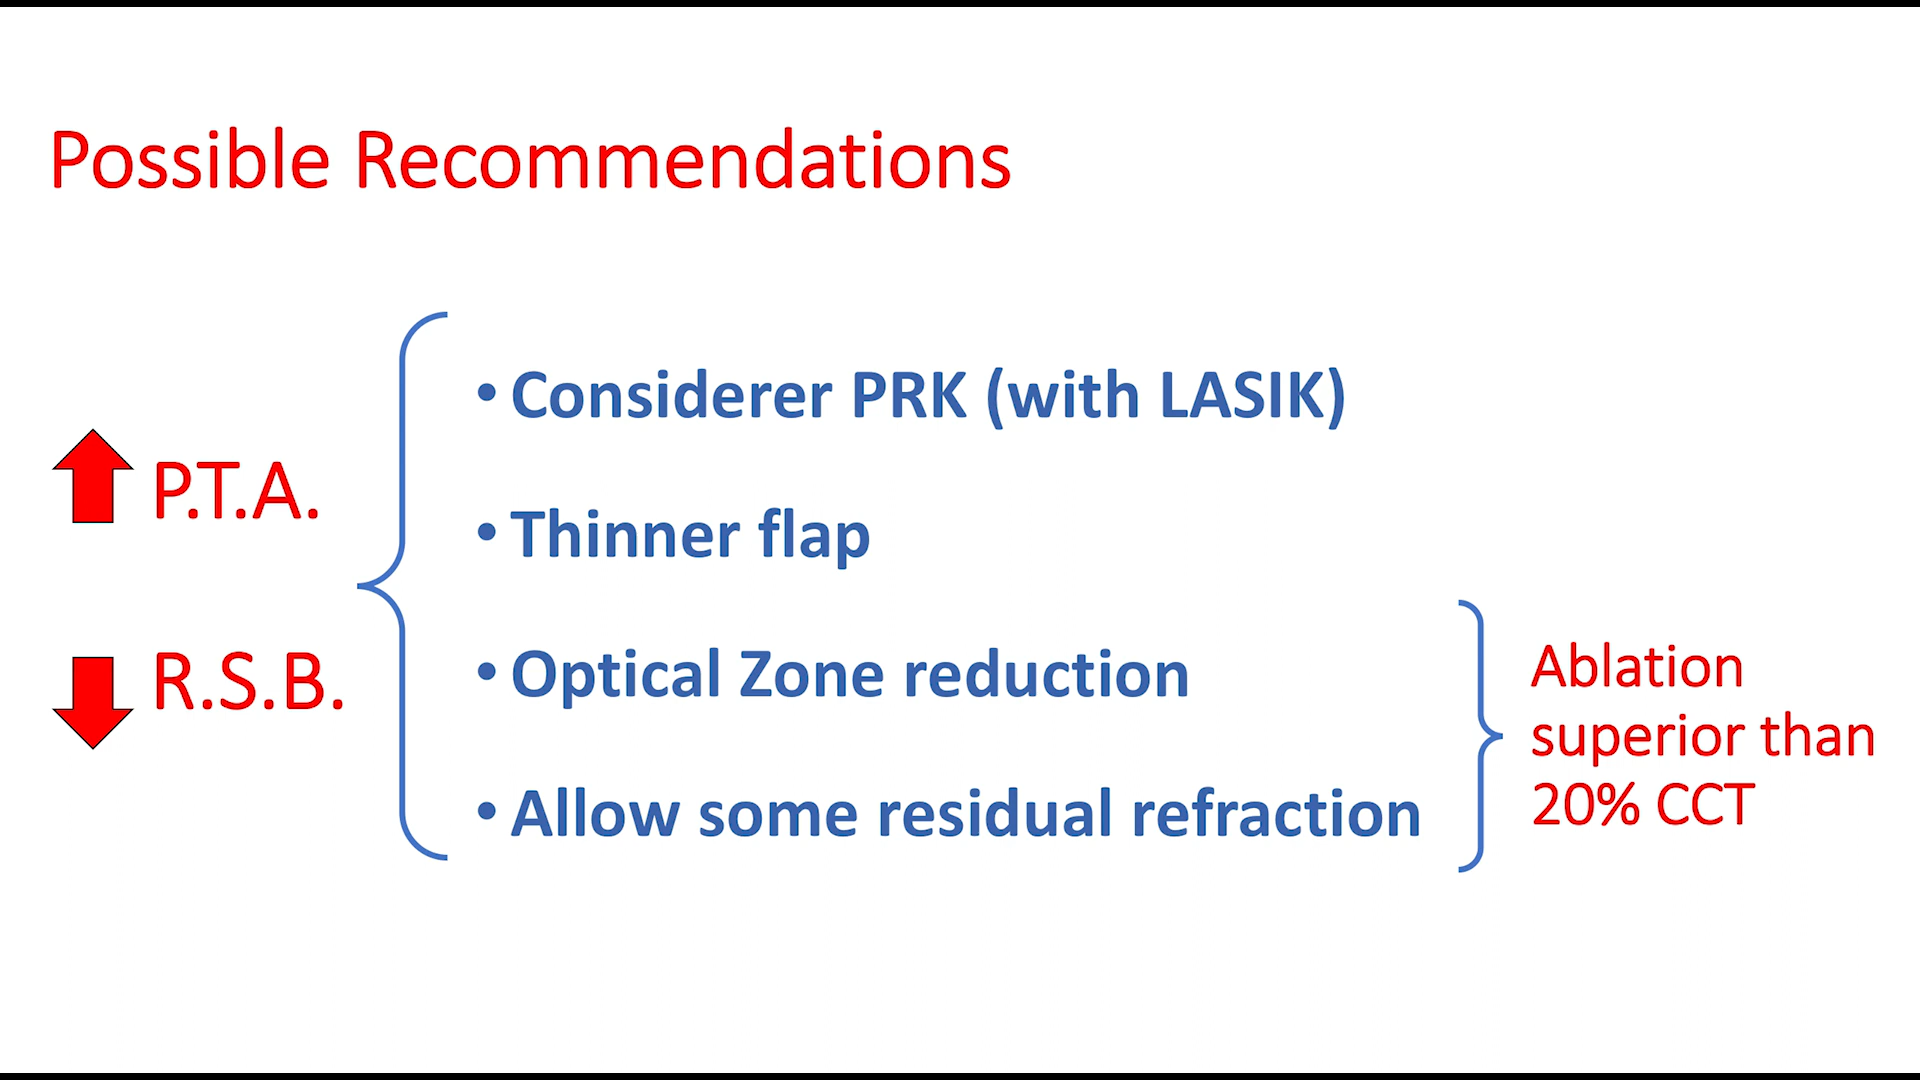 Possible Recommendations
P.T.A.
R.S.B.
• Considerer PRK (with LASIK)
• Thinner flap
• Optical Zone reduction
• Allow some residual refraction
Ablation
superior than
20% CCT